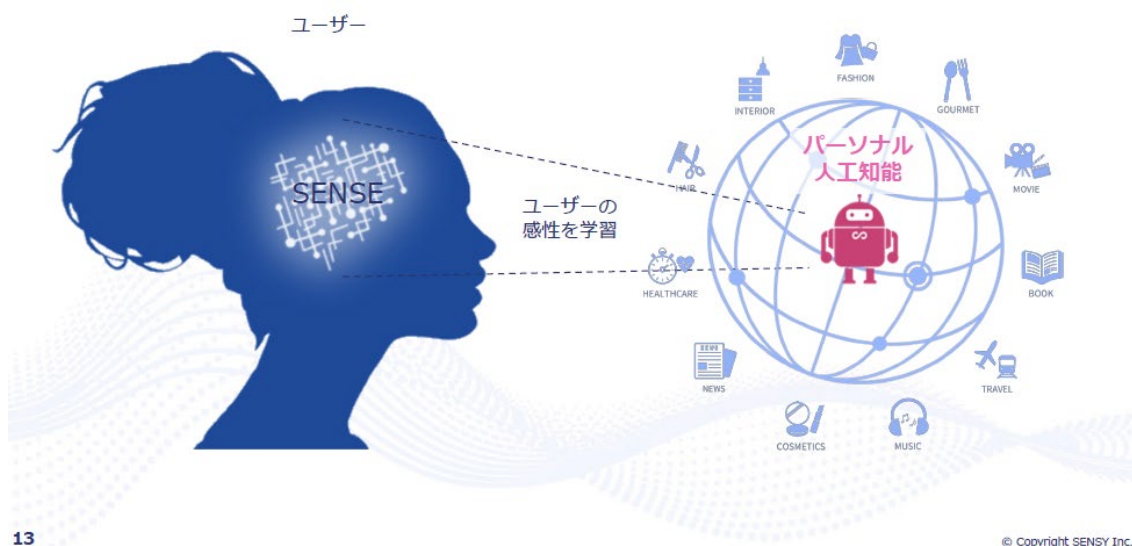 ユーザー
SENSE
ユーザーの
感性を学習
パーソナル
人工知能
FASHION
GOURMET
MOVIE
BOOK
TRAVEL
MUSIC
COSMETICS
NEWS
HEALTHCARE
HAIR
INTERIOR
NEWS
13
© Copyright SENSY Inc.